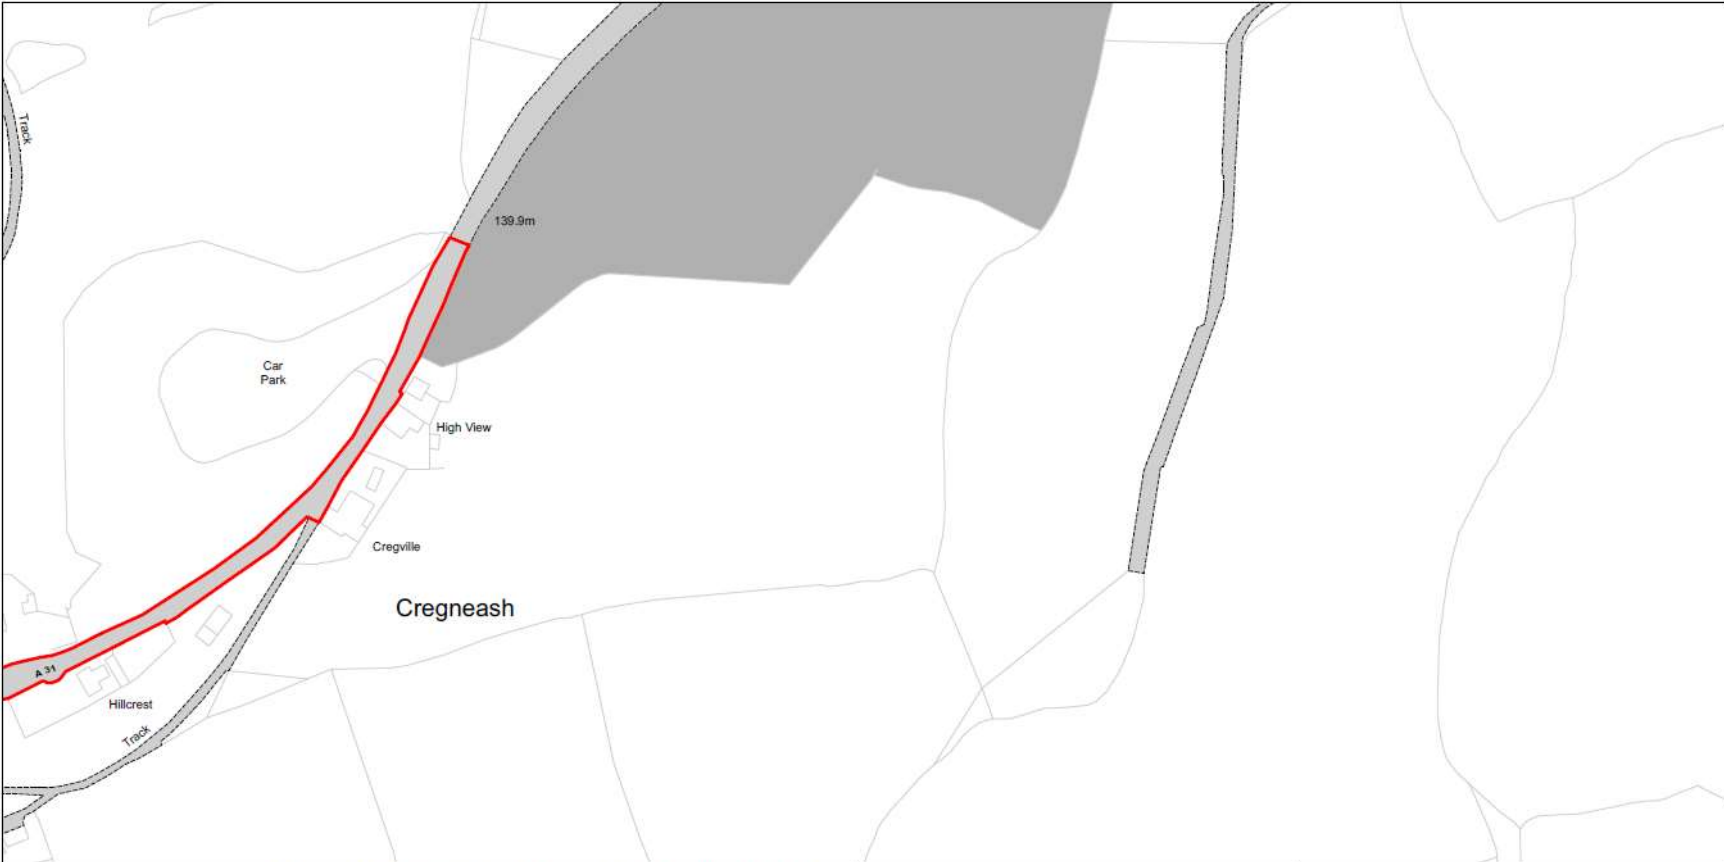 Track
139.9m
Car
Park
High View
Cregville
Cregneash
A 31
Hillcrest
Track